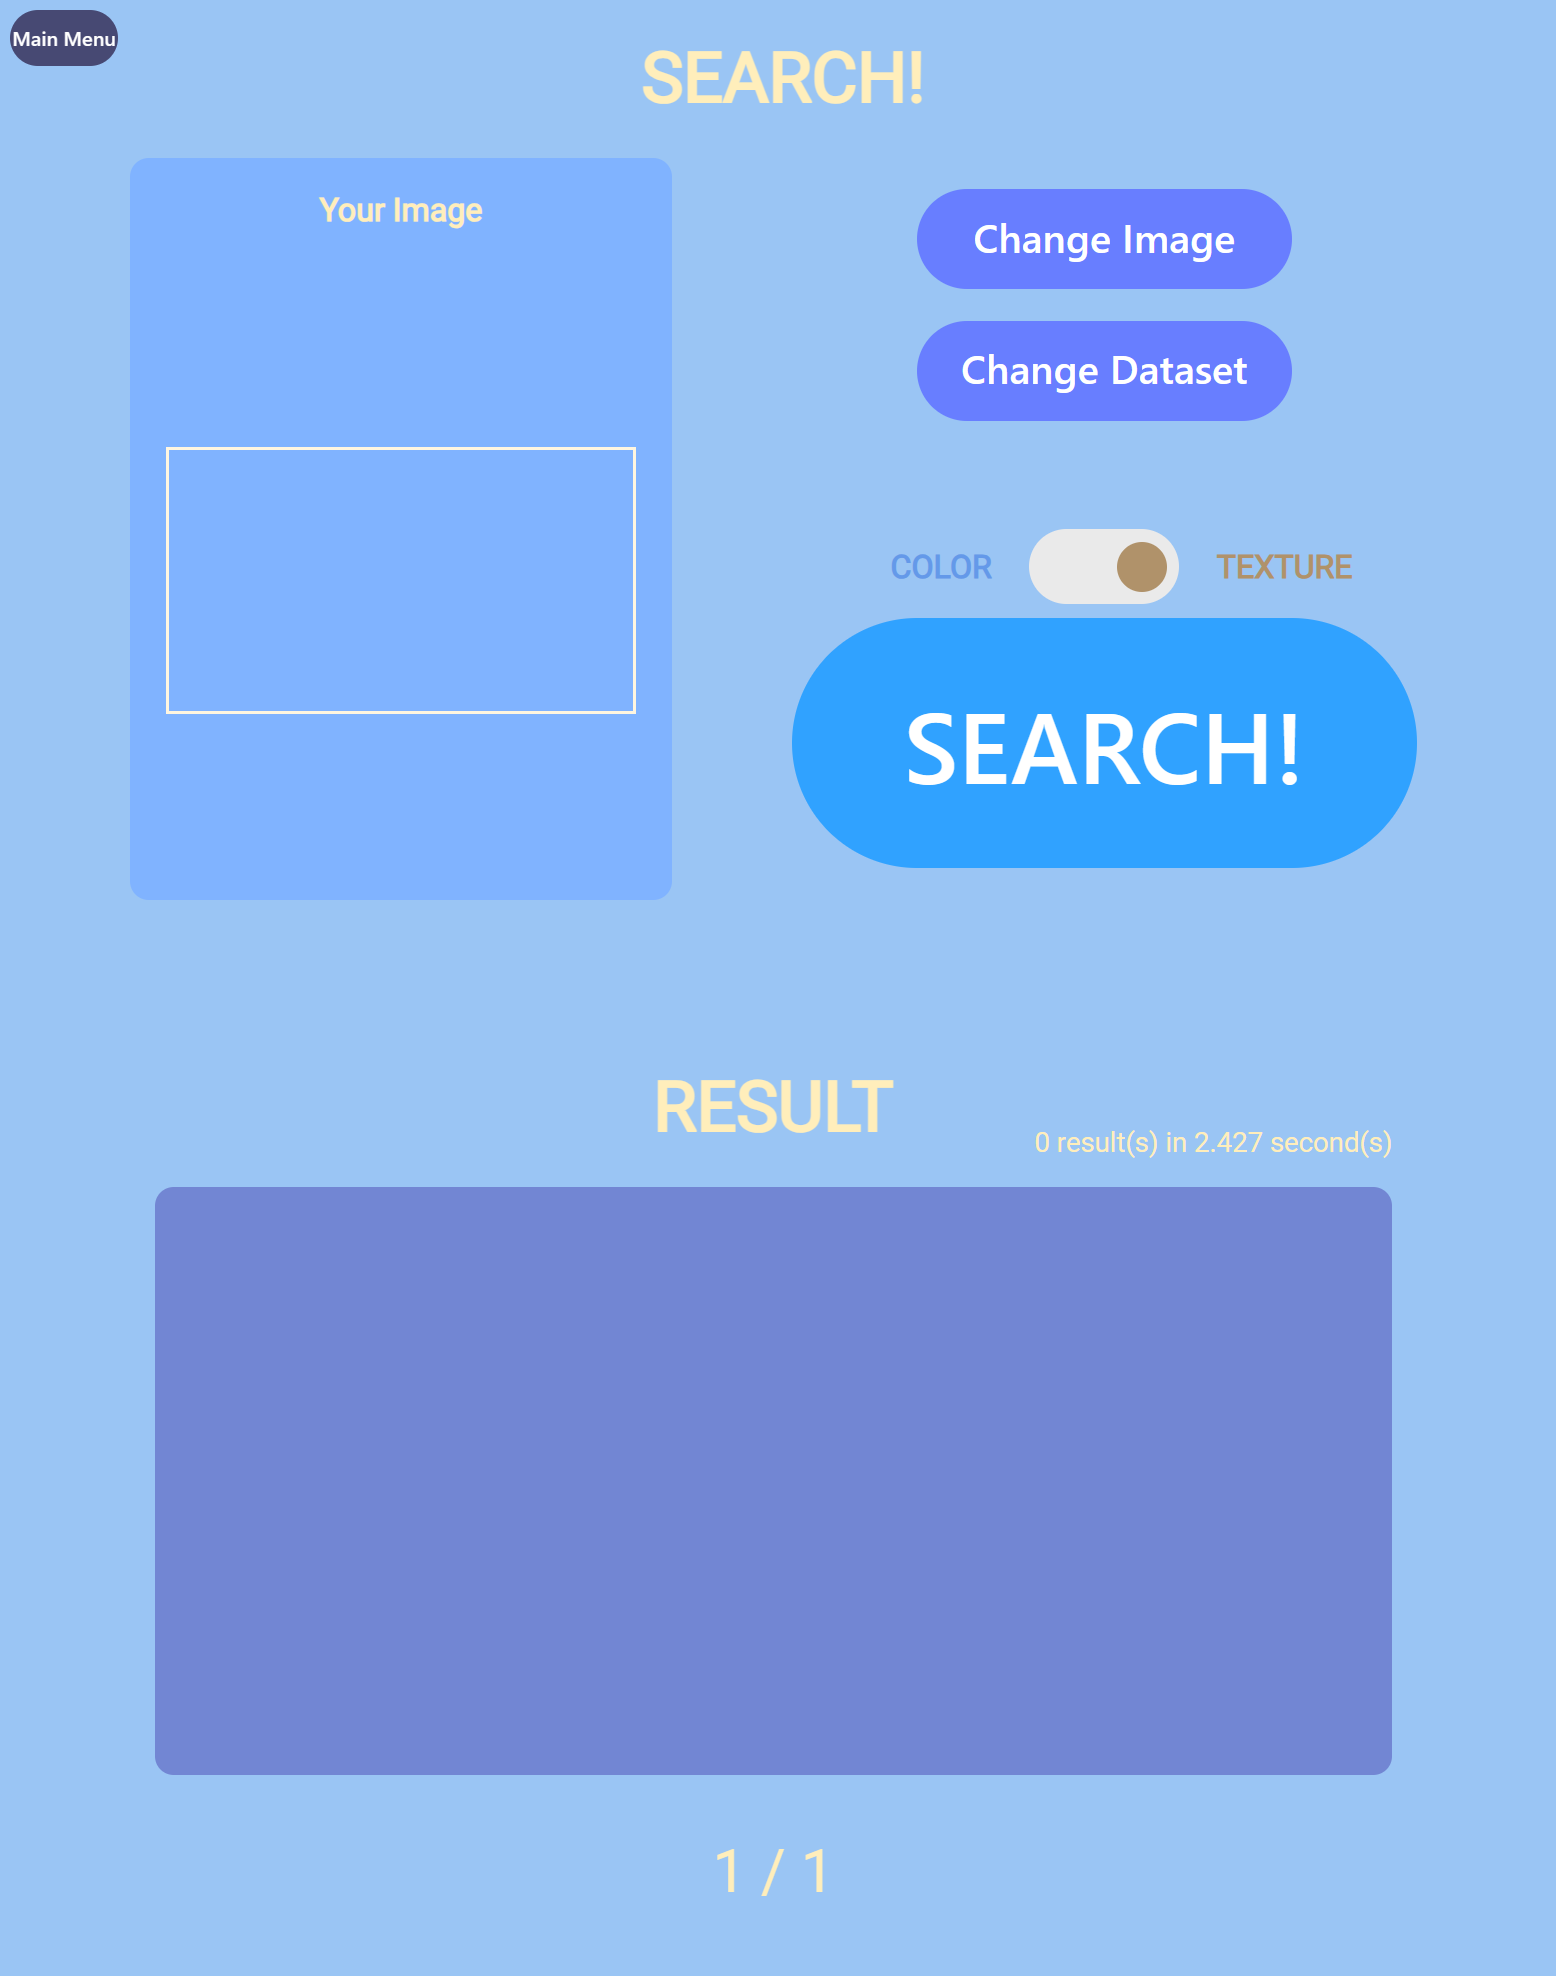 Main Menu
SEARCH!
Your Image
Change Image
Change Dataset
COLOR
TEXTURE
SEARCH!
RESULT
0 result(s) in 2.427 second(s)
1 / 1